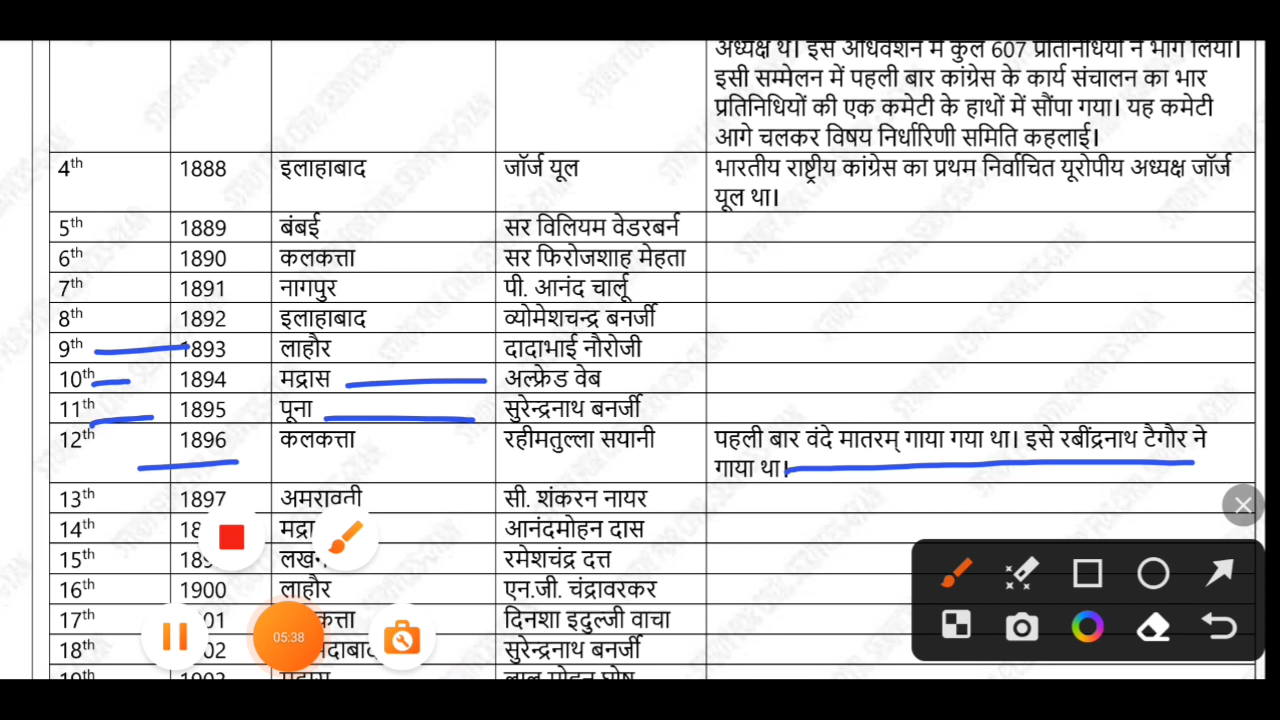 अध्यक्ष थे। इस अधिवेशन में कुल 607 प्रतिनिधियों ने भाग लिया।
इसी सम्मेलन में पहली बार कांग्रेस के कार्य संचालन का भार
प्रतिनिधियों की एक कमेटी के हाथों में सौंपा गया। यह कमेटी
आगे चलकर विषय निर्धारिणी समिति कहलाई।
4th 1888 इलाहाबाद जॉर्ज यूल भारतीय राष्ट्रीय कांग्रेस का प्रथम निर्वाचित यूरोपीय अध्यक्ष जॉर्ज
यूल था।
5th 1889 बंबई सर विलियम वेडरबर्न
6th 1890 कलकत्ता सर फिरोजशाह मेहता
7th 1891 नागपुर पी. आनंद चार्लू
8th 1892 इलाहाबाद व्योमेशचन्द्र बनर्जी
9th 1893 लाहौर दादाभाई नौरोजी
10th 1894 मद्रास अल्फ्रेड वेब
11th 1895 पूना सुरेन्द्रनाथ बनर्जी
12th 1896 कलकत्ता रहीमतुल्ला सयानी पहली बार वंदे मातरम् गाया गया था। इसे रबींद्रनाथ टैगौर ने
गाया था।
13th 1897 अमरावती सी. शंकरन नायर
14th आनंदमोहन दास
15th रमेशचंद्र दत्त
16th 1900 लाहौर एन.जी. चंद्रावरकर
17th दिनशा इदुल्जी वाचा
18th सुरेन्द्रनाथ बनर्जी
05:38